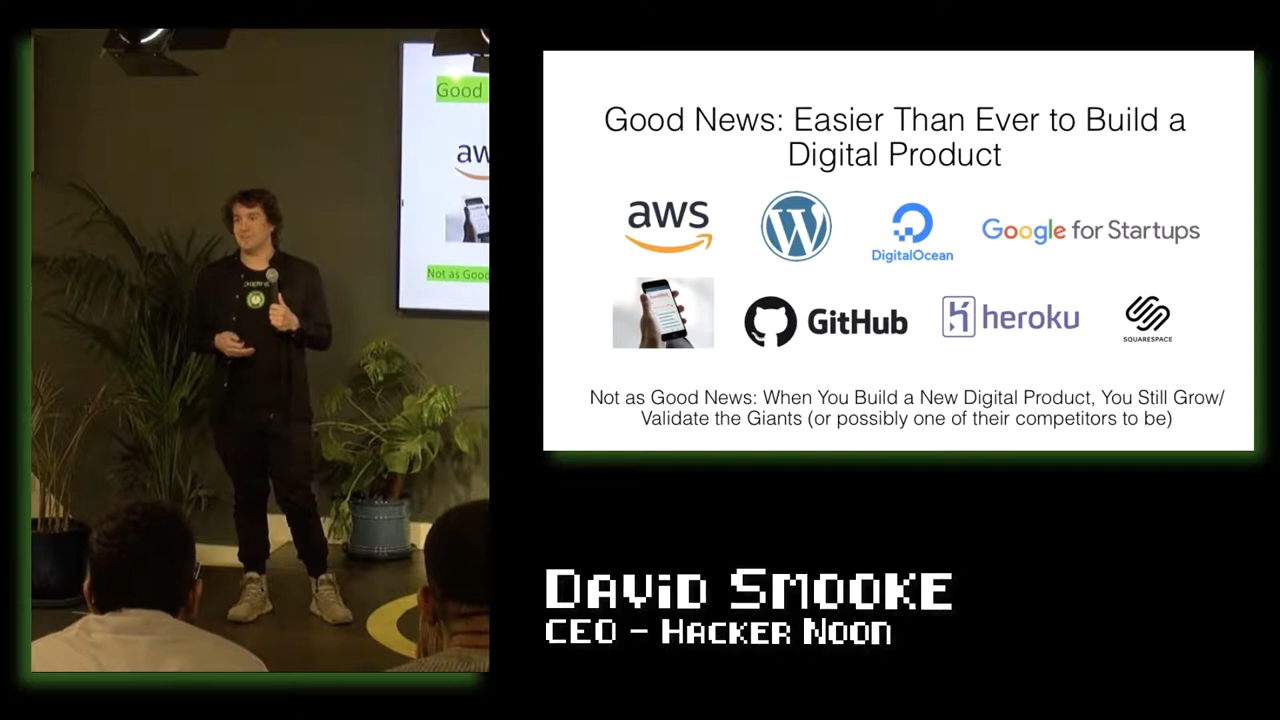 Good
aw
Not as Good
Good News: Easier Than Ever to Build a
Digital Product
aws
DigitalOcean
Google for Startups
GitHub
heroku
SQUARESPACE
Not as Good News: When You Build a New Digital Product, You Still Grow/
Validate the Giants (or possibly one of their competitors to be)
David Smooke
CEO – Hacker Noon